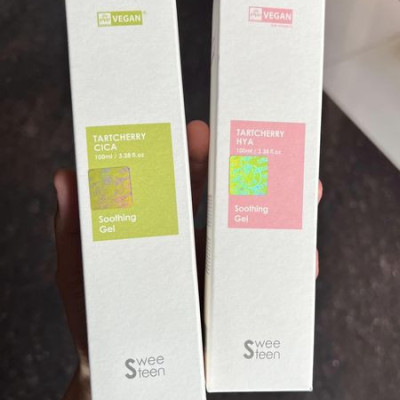 VEGAN
TARTCHERRY
CICA
100ml / 3.38 fl.oz
Soothing
Gel
Swee
Steen
VEGAN
TARTCHERRY
HYA
100ml / 3.38 fl.oz
Soothing
Gel
Swee
Steen